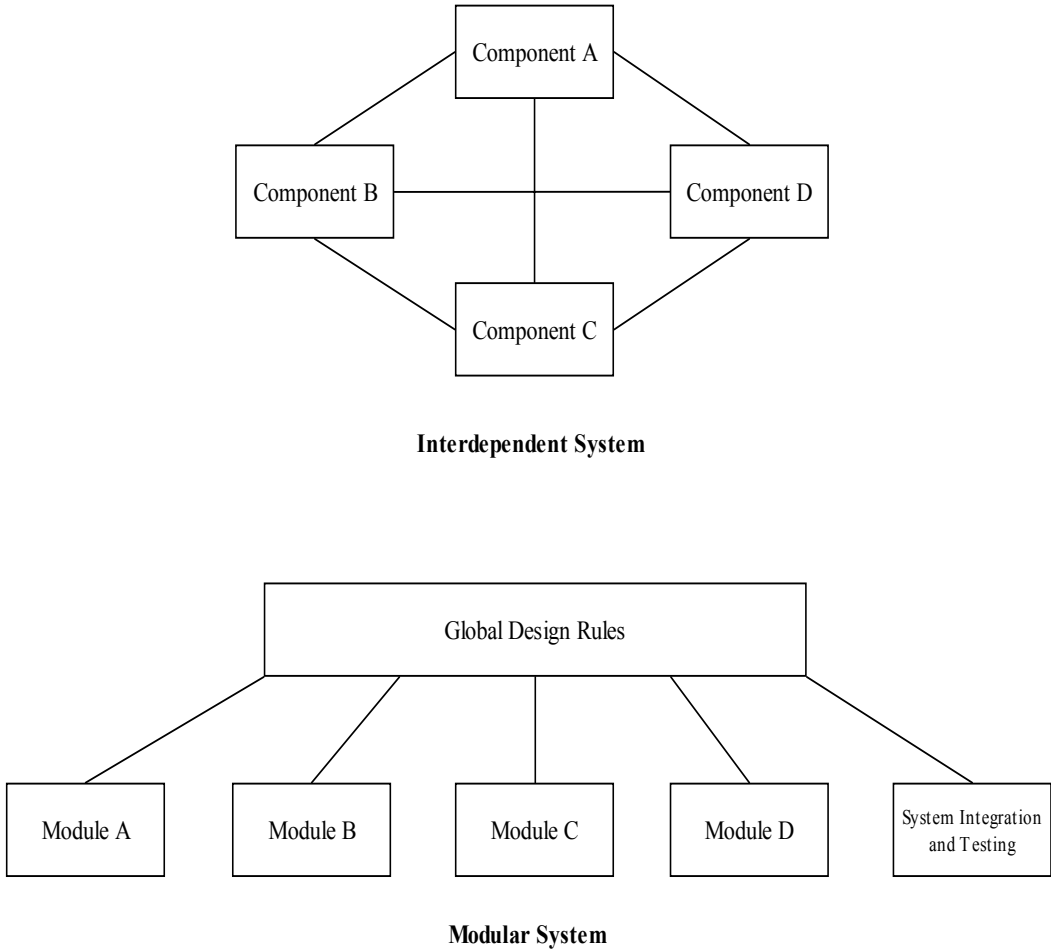 Component A
Component B
Component D
Component C
Interdependent System
Global Design Rules
Module A
Module B
Module C
Module D
System Integration
and Testing
Modular System